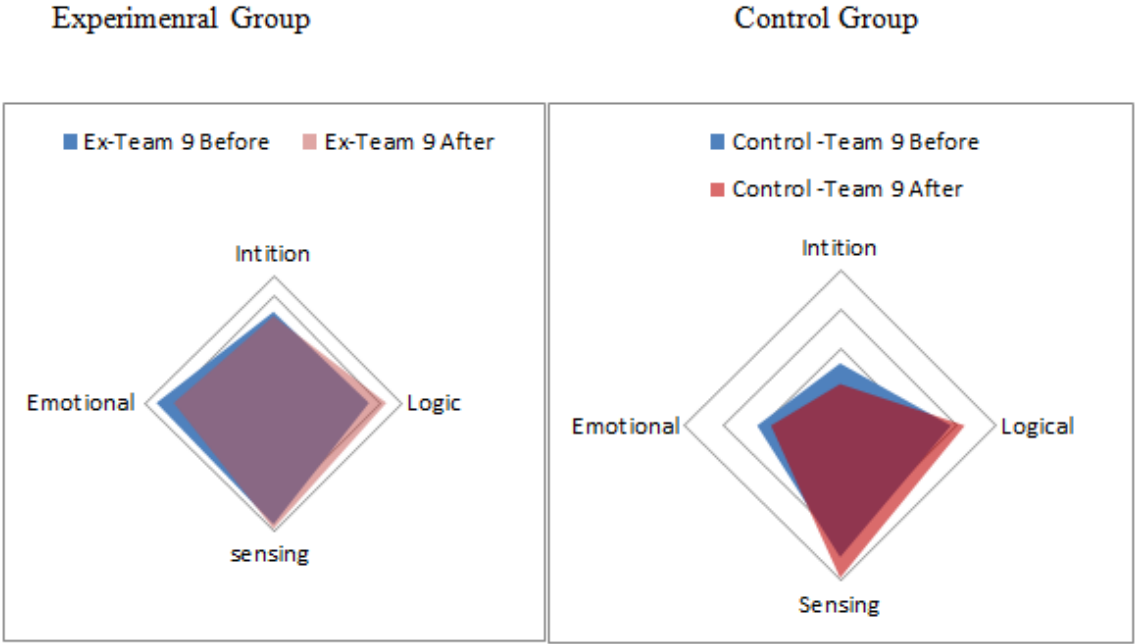 Experimenral Group
Control Group
Ex-Team 9 Before
Ex-Team 9 After
Intition
Emotional
Logic
sensing
Control -Team 9 Before
Control -Team 9 After
Intition
Emotional
Logical
Sensing